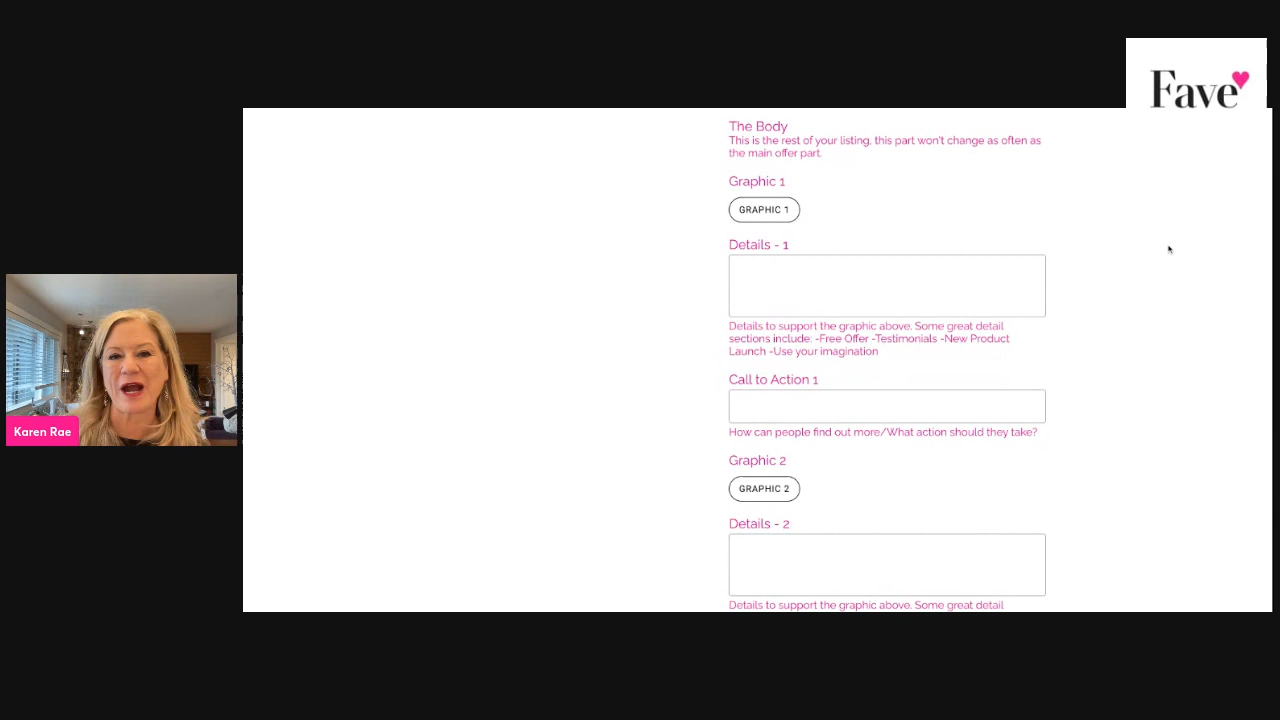 Fave
The Body
This is the rest of your listing, this part won't change as often as
the main offer part.
Graphic 1
GRAPHIC 1
Details - 1
Details to support the graphic above. Some great detail
sections include: -Free Offer -Testimonials -New Product
Launch -Use your imagination
Call to Action 1
How can people find out more/What action should they take?
Graphic 2
GRAPHIC 2
Details - 2
Details to support the graphic above. Some great detail
Karen Rae